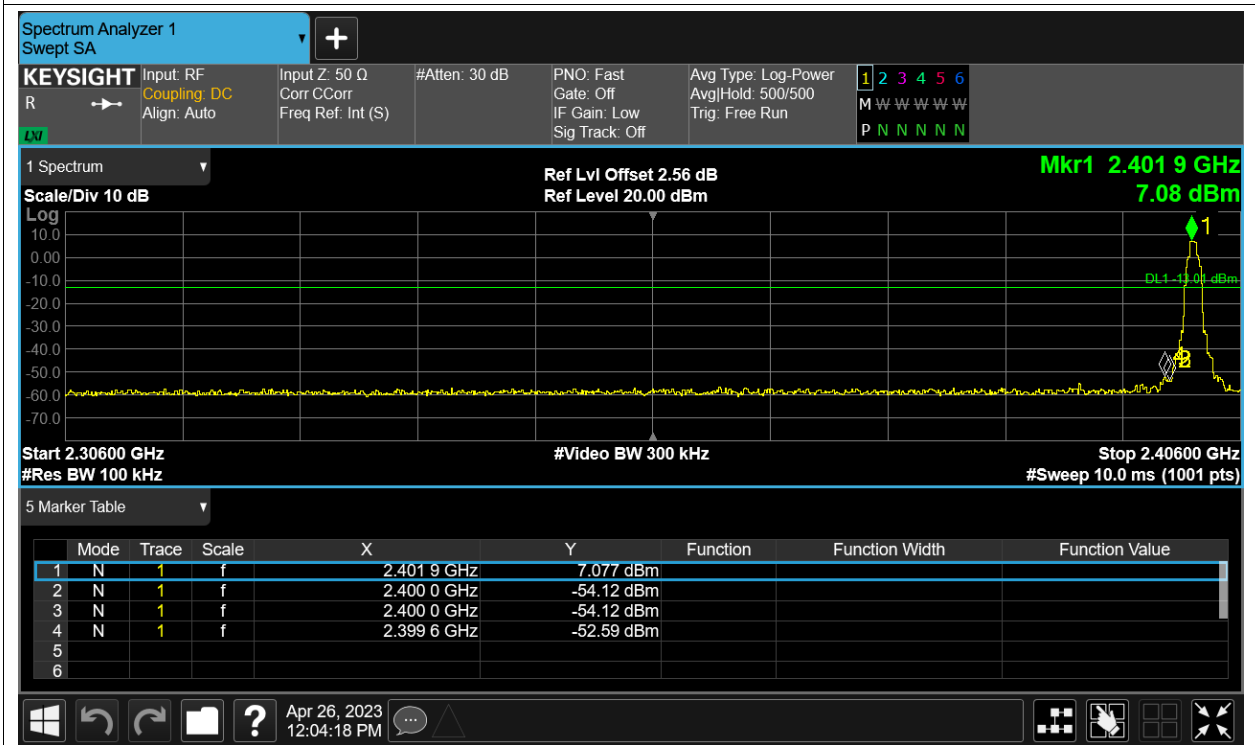 Spectrum Analyzer 1
Swept SA
KEYSIGHT
R
LXI
Input: RF
Coupling: DC
Align: Auto
Input Z: 50 Ω
Corr CCorr
Freq Ref: Int (S)
#Atten: 30 dB
PNO: Fast
Gate: Off
IF Gain: Low
Sig Track: Off
Avg Type: Log-Power
Avg|Hold: 500/500
Trig: Free Run
1 2 3 4 5 6
M W W W W W
P N N N N N
1 Spectrum
Scale/Div 10 dB
Ref Lvl Offset 2.56 dB
Ref Level 20.00 dBm
Mkr1 2.401 9 GHz
7.08 dBm
Log
10.0
0.00
-10.0
-20.0
-30.0
-40.0
-50.0
-60.0
-70.0
1
DL1 -13.01 dBm
Start 2.30600 GHz
#Video BW 300 kHz
Stop 2.40600 GHz
#Res BW 100 kHz
#Sweep 10.0 ms (1001 pts)
5 Marker Table
Mode Trace Scale X Y Function Function Width Function Value
1 N 1 f 2.401 9 GHz 7.077 dBm
2 N 1 f 2.400 0 GHz -54.12 dBm
3 N 1 f 2.400 0 GHz -54.12 dBm
4 N 1 f 2.399 6 GHz -52.59 dBm
5
6
?
Apr 26, 2023
12:04:18 PM